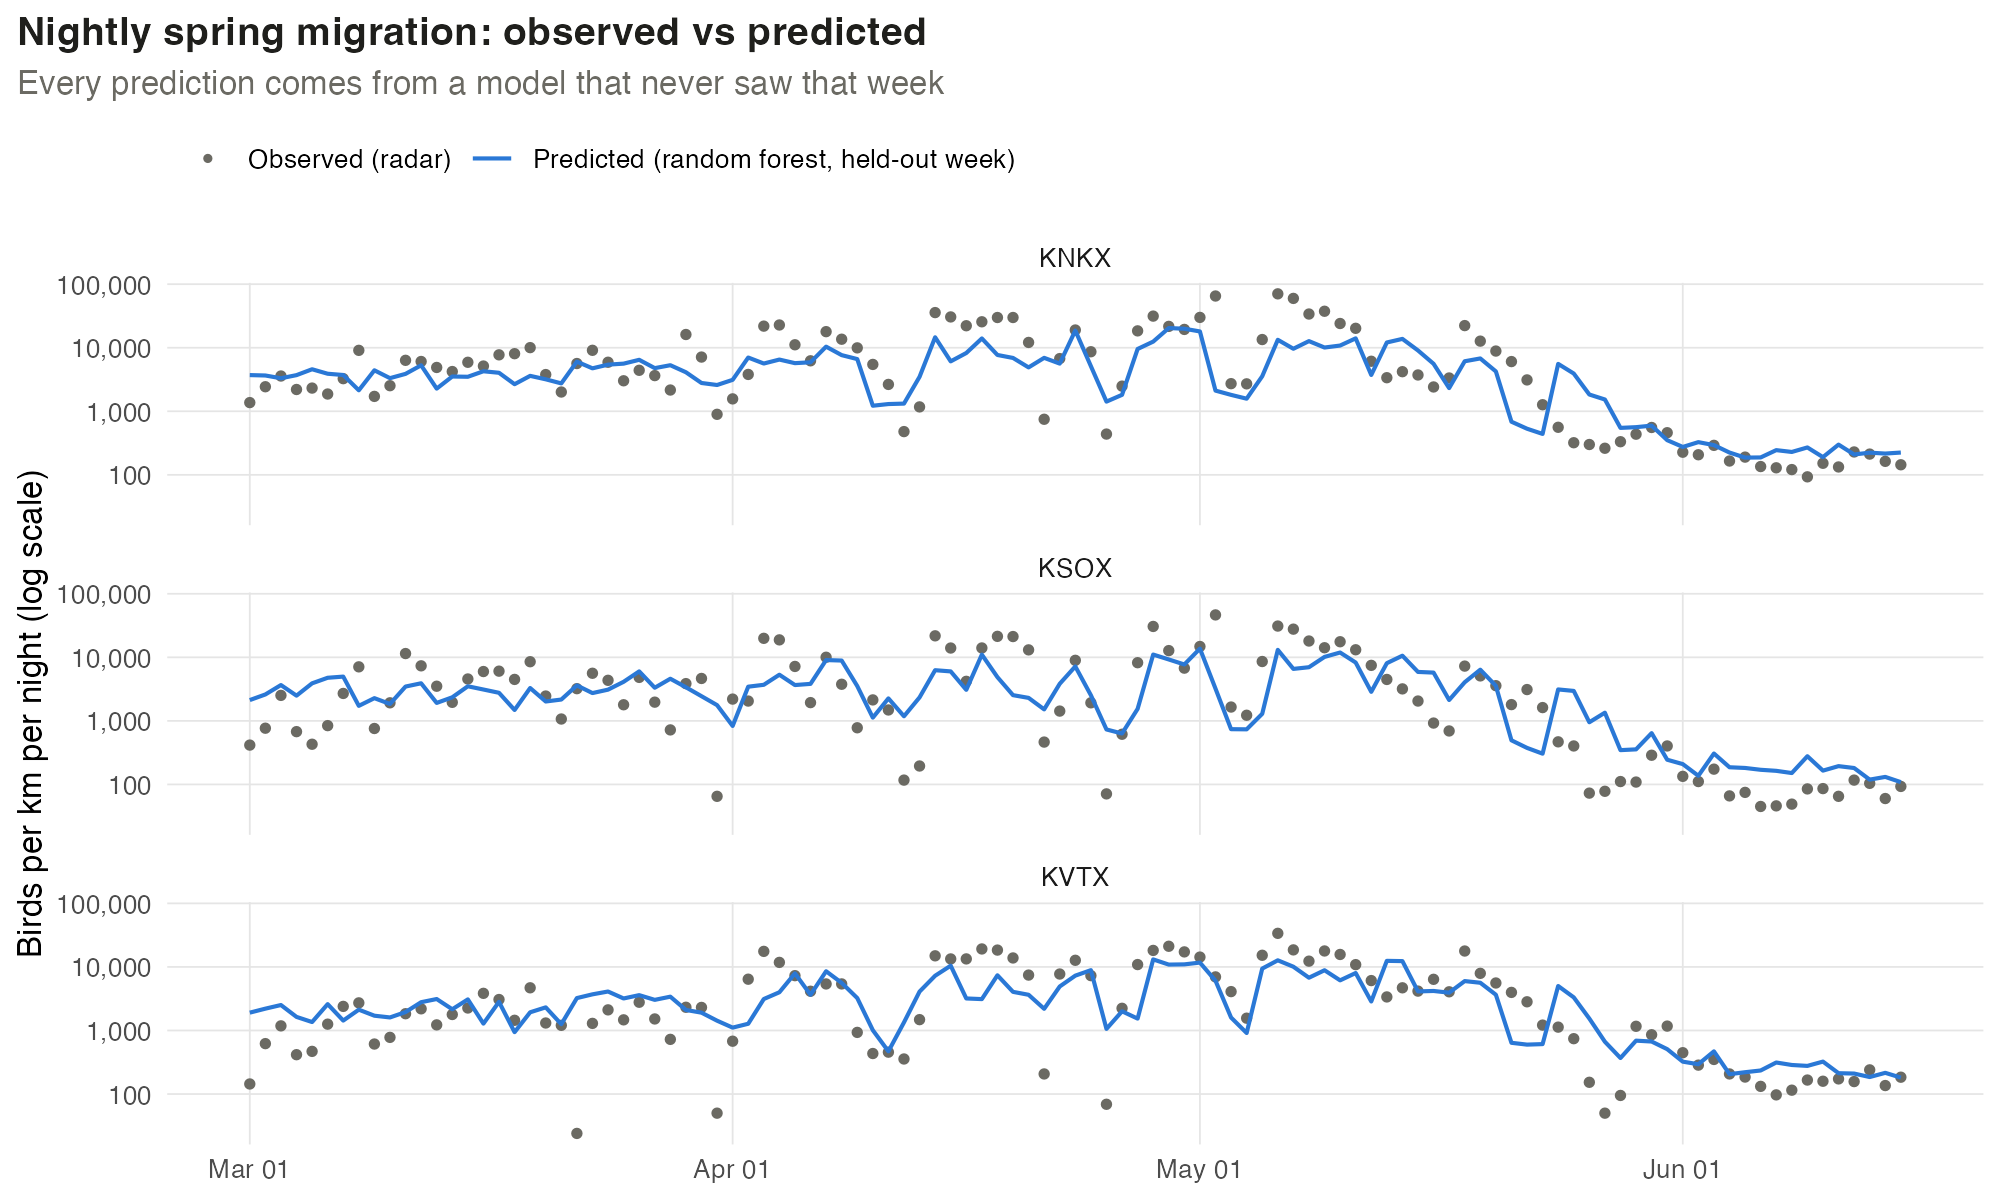 Nightly spring migration: observed vs predicted
Every prediction comes from a model that never saw that week
Observed (radar)
Predicted (random forest, held-out week)
Birds per km per night (log scale)
KNKX
100,000
10,000
1,000
100
KSOX
100,000
10,000
1,000
100
KVTX
100,000
10,000
1,000
100
Mar 01
Apr 01
May 01
Jun 01